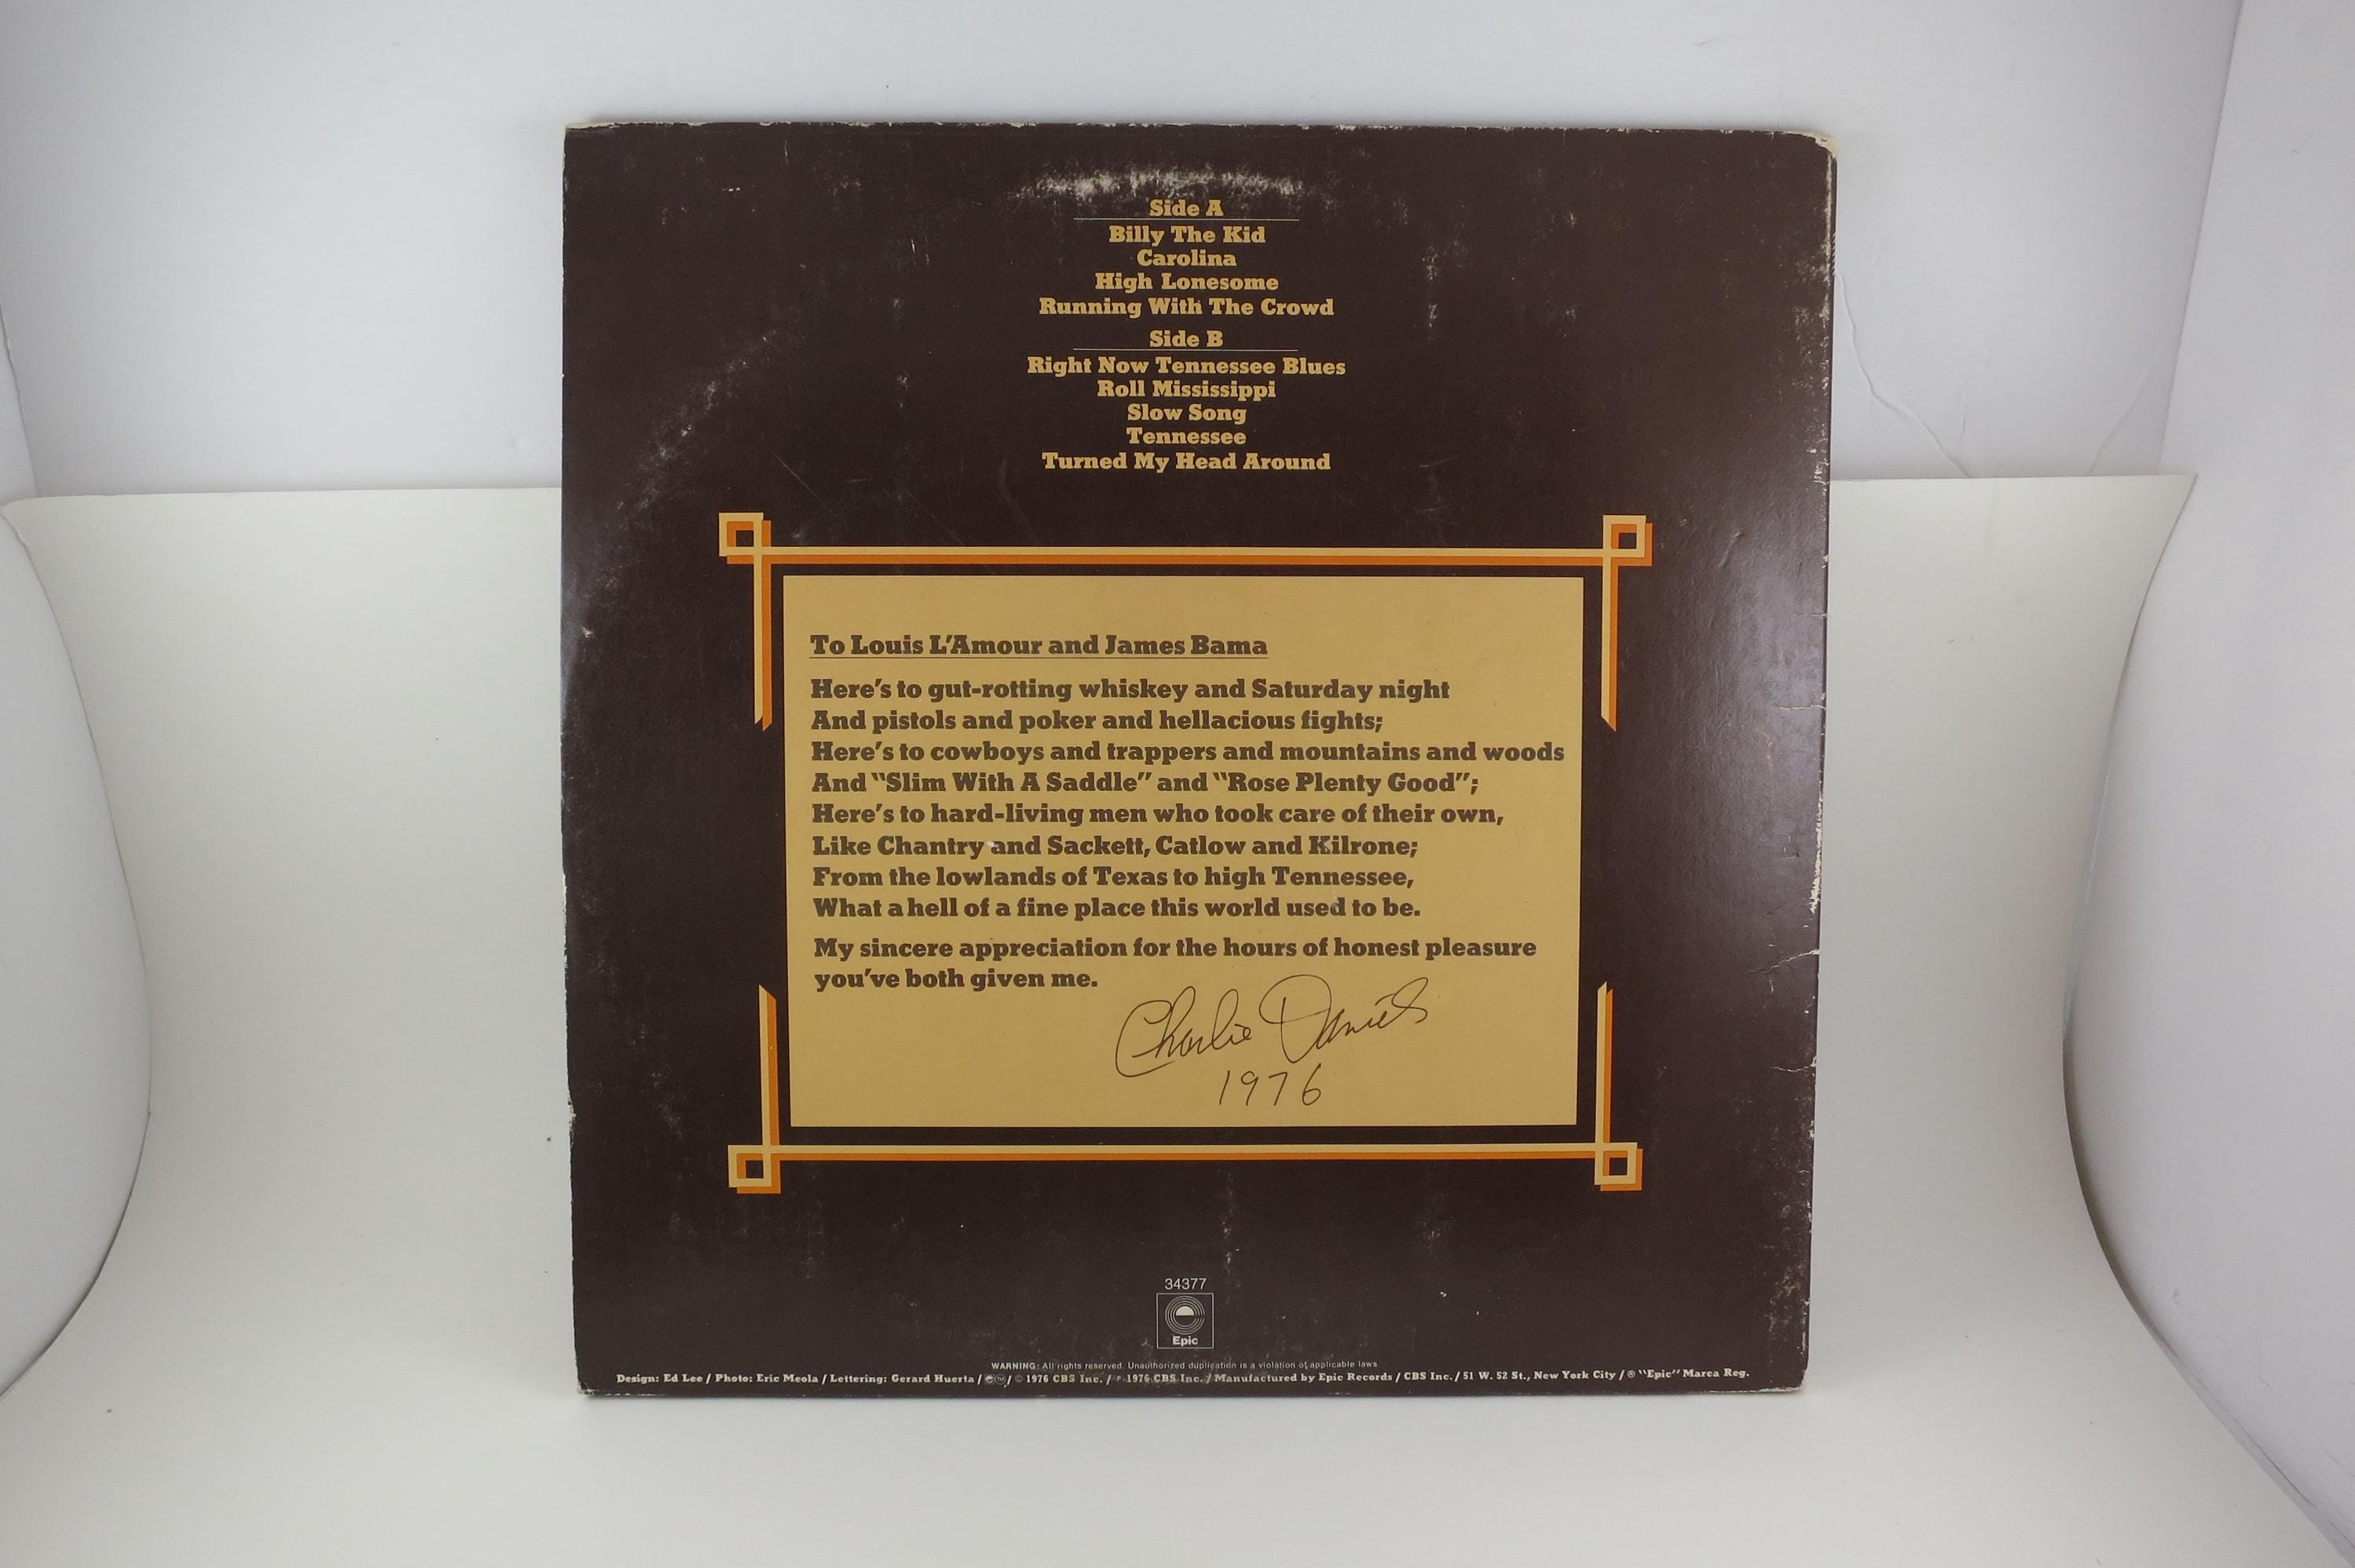 Side A
Billy The Kid
Carolina
High Lonesome
Running With The Crowd
Side B
Right Now Tennessee Blues
Roll Mississippi
Slow Song
Tennessee
Turned My Head Around
To Louis L'Amour and James Bama
Here's to gut-rotting whiskey and Saturday night
And pistols and poker and hellacious fights;
Here's to cowboys and trappers and mountains and woods
And "Slim With A Saddle" and "Rose Plenty Good";
Here's to hard-living men who took care of their own,
Like Chantry and Sackett, Catlow and Kilrone;
From the lowlands of Texas to high Tennessee,
What a hell of a fine place this world used to be.
My sincere appreciation for the hours of honest pleasure
you've both given me.
Charlie Daniels
1976
34377
Epic
WARNING: All rights reserved. Unauthorized duplication is a violation of applicable laws
Design: Ed Lee / Photo: Eric Meola / Lettering: Gerard Huerta / / © 1976 CBS Inc. / ℗ 1976 CBS Inc. / Manufactured by Epic Records / CBS Inc. / 51 W. 52 St., New York City / ® "Epic" Marca Reg.